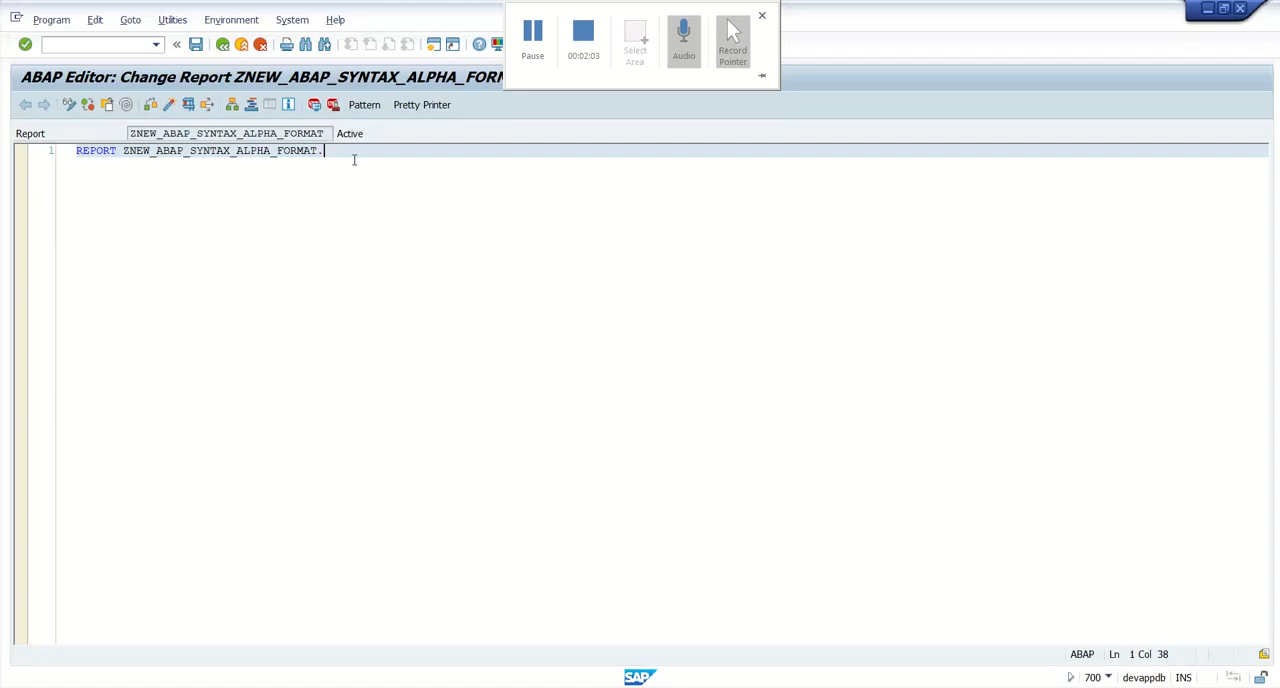 Program Edit Goto Utilities Environment System Help
Pause 00:02:03 Select Area Audio Record Pointer
ABAP Editor: Change Report ZNEW_ABAP_SYNTAX_ALPHA_FORM
Pattern Pretty Printer
Report ZNEW_ABAP_SYNTAX_ALPHA_FORMAT Active
1 REPORT ZNEW_ABAP_SYNTAX_ALPHA_FORMAT.
ABAP Ln 1 Col 38
SAP 700 devappdb INS